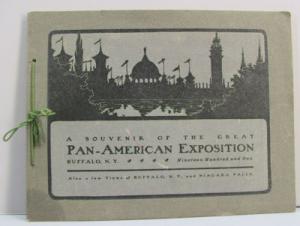 A SOUVENIR OF THE GREAT
PAN-AMERICAN EXPOSITION
BUFFALO, N.Y. Nineteen Hundred and One
Also a few Views of BUFFALO, N.Y. and NIAGARA FALLS